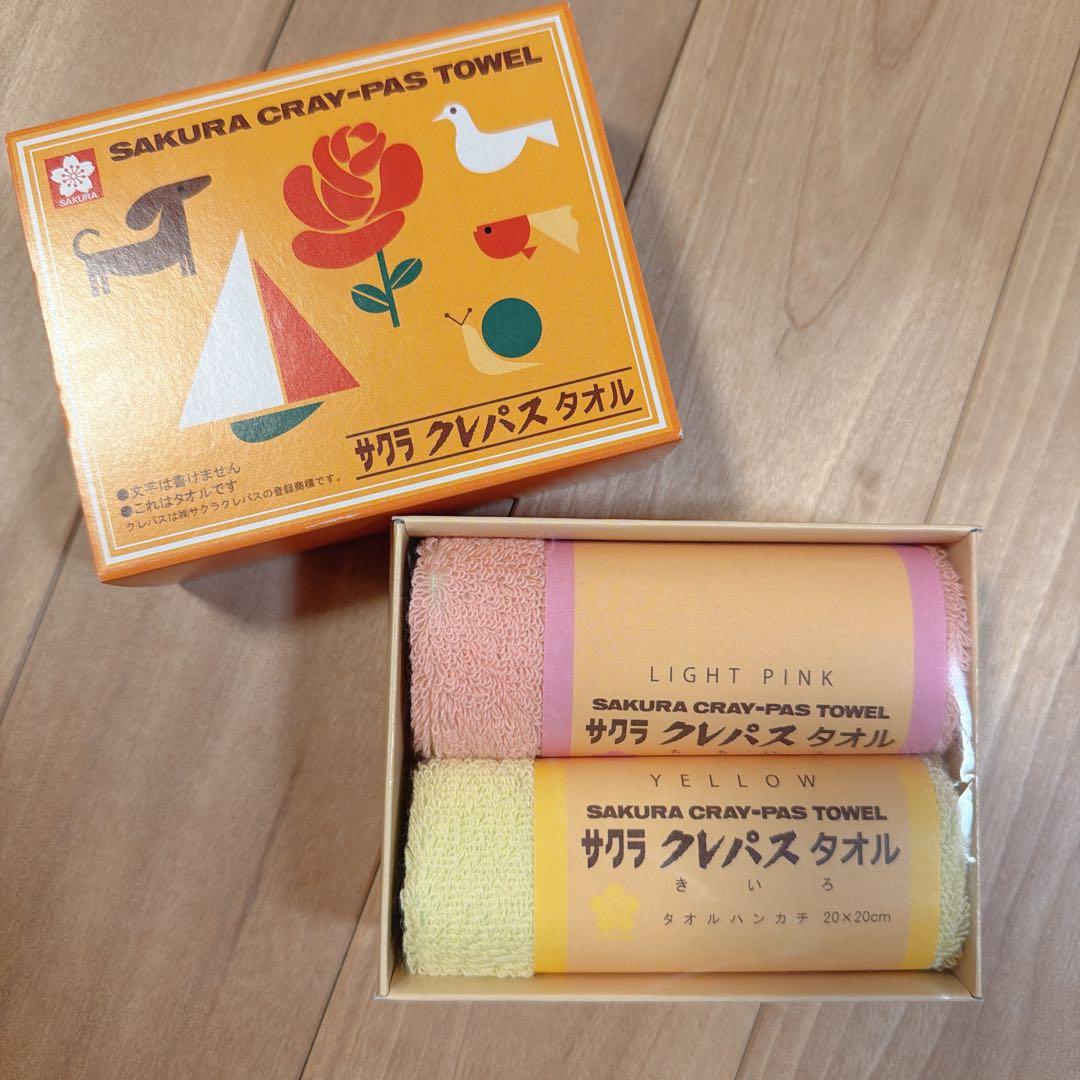 SAKURA CRAY-PAS TOWEL
SAKURA
サクラ クレパス タオル
●文字は書けません
●これはタオルです
クレパスは㈱サクラクレパスの登録商標です。
LIGHT PINK
SAKURA CRAY-PAS TOWEL
サクラ クレパス タオル
YELLOW
SAKURA CRAY-PAS TOWEL
サクラ クレパス タオル
きいろ
タオルハンカチ 20×20cm